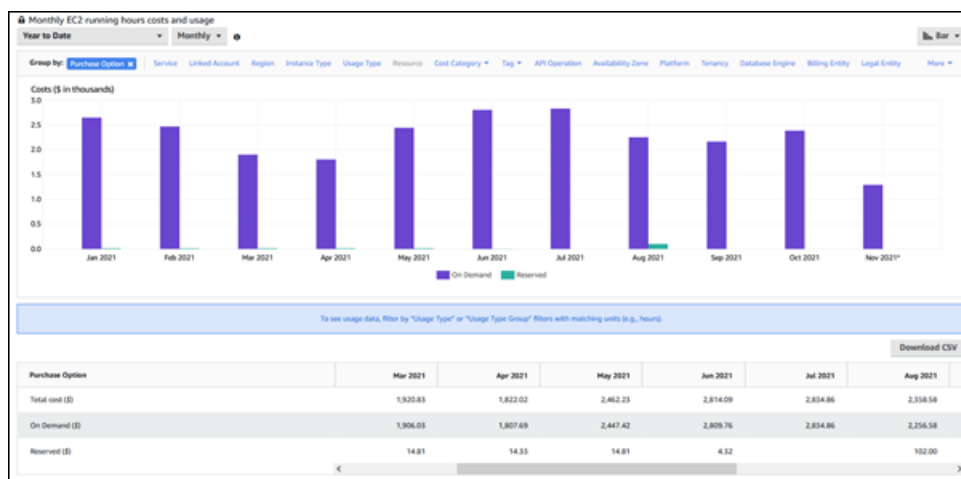 Monthly EC2 running hours costs and usage
Year to Date Monthly Bar
Group by: Purchase Option × Service Linked Account Region Instance Type Usage Type Resource Cost Category Tag API Operation Availability Zone Platform Tenancy Database Engine Billing Entity Legal Entity More
Costs ($ in thousands)
3.0
2.5
2.0
1.5
1.0
0.5
0.0
Jan 2021 Feb 2021 Mar 2021 Apr 2021 May 2021 Jun 2021 Jul 2021 Aug 2021 Sep 2021 Oct 2021 Nov 2021*
On Demand Reserved
To see usage data, filter by "Usage Type" or "Usage Type Group" filters with matching units (e.g., hours).
Download CSV
Purchase Option Mar 2021 Apr 2021 May 2021 Jun 2021 Jul 2021 Aug 2021
Total cost ($) 1,920.83 1,822.02 2,462.23 2,814.09 2,834.86 2,358.58
On Demand ($) 1,906.03 1,807.69 2,447.42 2,809.76 2,834.86 2,256.58
Reserved ($) 14.81 14.33 14.81 4.32 102.00